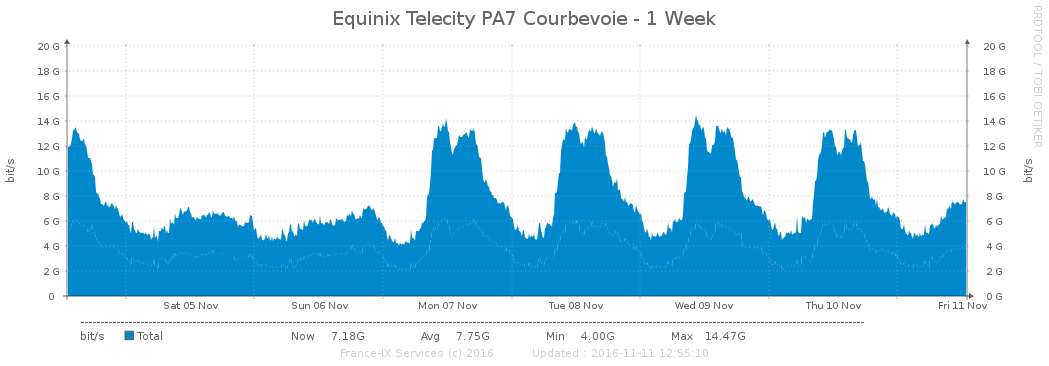 Equinix Telecity PA7 Courbevoie - 1 Week
RRDTOOL / TOBI OETIKER
20 G 20 G
18 G 18 G
16 G 16 G
14 G 14 G
12 G 12 G
10 G 10 G
8 G 8 G
6 G 6 G
4 G 4 G
2 G 2 G
0 0 G
bit/s bit/s
Sat 05 Nov Sun 06 Nov Mon 07 Nov Tue 08 Nov Wed 09 Nov Thu 10 Nov Fri 11 Nov
bit/s Total Now 7.18G Avg 7.75G Min 4.00G Max 14.47G
France-IX Services (c) 2016 Updated : 2016-11-11 12:55:10